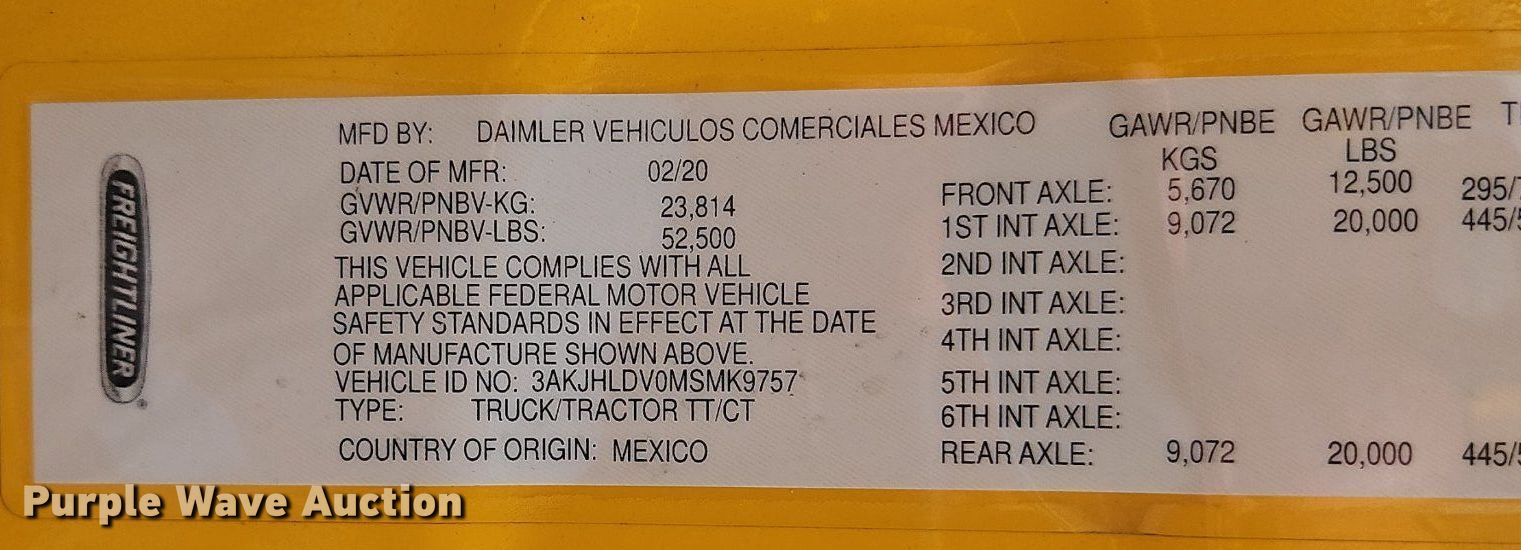 FREIGHTLINER
MFD BY: DAIMLER VEHICULOS COMERCIALES MEXICO
DATE OF MFR: 02/20
GVWR/PNBV-KG: 23,814
GVWR/PNBV-LBS: 52,500
THIS VEHICLE COMPLIES WITH ALL
APPLICABLE FEDERAL MOTOR VEHICLE
SAFETY STANDARDS IN EFFECT AT THE DATE
OF MANUFACTURE SHOWN ABOVE.
VEHICLE ID NO: 3AKJHLDV0MSMK9757
TYPE: TRUCK/TRACTOR TT/CT
COUNTRY OF ORIGIN: MEXICO
GAWR/PNBE GAWR/PNBE
KGS LBS
FRONT AXLE: 5,670 12,500 295/
1ST INT AXLE: 9,072 20,000 445/5
2ND INT AXLE:
3RD INT AXLE:
4TH INT AXLE:
5TH INT AXLE:
6TH INT AXLE:
REAR AXLE: 9,072 20,000 445/5
Purple Wave Auction